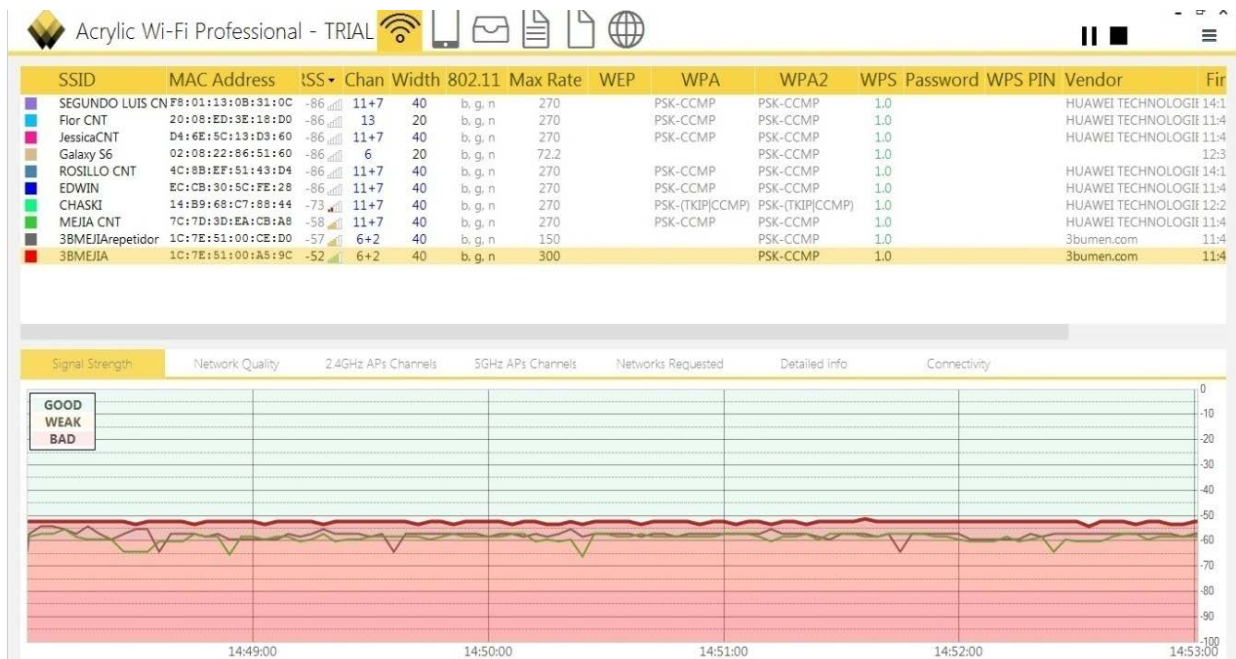 Acrylic Wi-Fi Professional - TRIAL
SSID MAC Address RSS Chan Width 802.11 Max Rate WEP WPA WPA2 WPS Password WPS PIN Vendor Fir
SEGUNDO LUIS CN F8:01:13:0B:31:0C -86 11+7 40 b, g, n 270 PSK-CCMP PSK-CCMP 1.0 HUAWEI TECHNOLOGIE 14:1
Flor CNT 20:08:ED:3E:18:D0 -86 13 20 b, g, n 270 PSK-CCMP PSK-CCMP 1.0 HUAWEI TECHNOLOGIE 11:4
JessicaCNT D4:6E:5C:13:D3:60 -86 11+7 40 b, g, n 270 PSK-CCMP PSK-CCMP 1.0 HUAWEI TECHNOLOGIE 11:4
Galaxy S6 02:08:22:86:51:60 -86 6 20 b, g, n 72.2 PSK-CCMP 1.0 12:3
ROSILLO CNT 4C:8B:EF:51:43:D4 -86 11+7 40 b, g, n 270 PSK-CCMP PSK-CCMP 1.0 HUAWEI TECHNOLOGIE 14:1
EDWIN EC:CB:30:5C:FE:28 -86 11+7 40 b, g, n 270 PSK-CCMP PSK-CCMP 1.0 HUAWEI TECHNOLOGIE 11:4
CHASKI 14:B9:68:C7:88:44 -73 11+7 40 b, g, n 270 PSK-(TKIP|CCMP) PSK-(TKIP|CCMP) 1.0 HUAWEI TECHNOLOGIE 12:2
MEJIA CNT 7C:7D:3D:EA:CB:A8 -58 11+7 40 b, g, n 270 PSK-CCMP PSK-CCMP 1.0 HUAWEI TECHNOLOGIE 11:4
3BMEJIArepetidor 1C:7E:51:00:CE:D0 -57 6+2 40 b, g, n 150 PSK-CCMP 3bumen.com 11:4
3BMEJIA 1C:7E:51:00:A5:9C -52 6+2 40 b, g, n 300 PSK-CCMP 1.0 3bumen.com 11:4
Signal Strength Network Quality 2.4GHz APs Channels 5GHz APs Channels Networks Requested Detailed info Connectivity
GOOD
WEAK
BAD
0
-10
-20
-30
-40
-50
-60
-70
-80
-90
-100
14:49:00 14:50:00 14:51:00 14:52:00 14:53:00